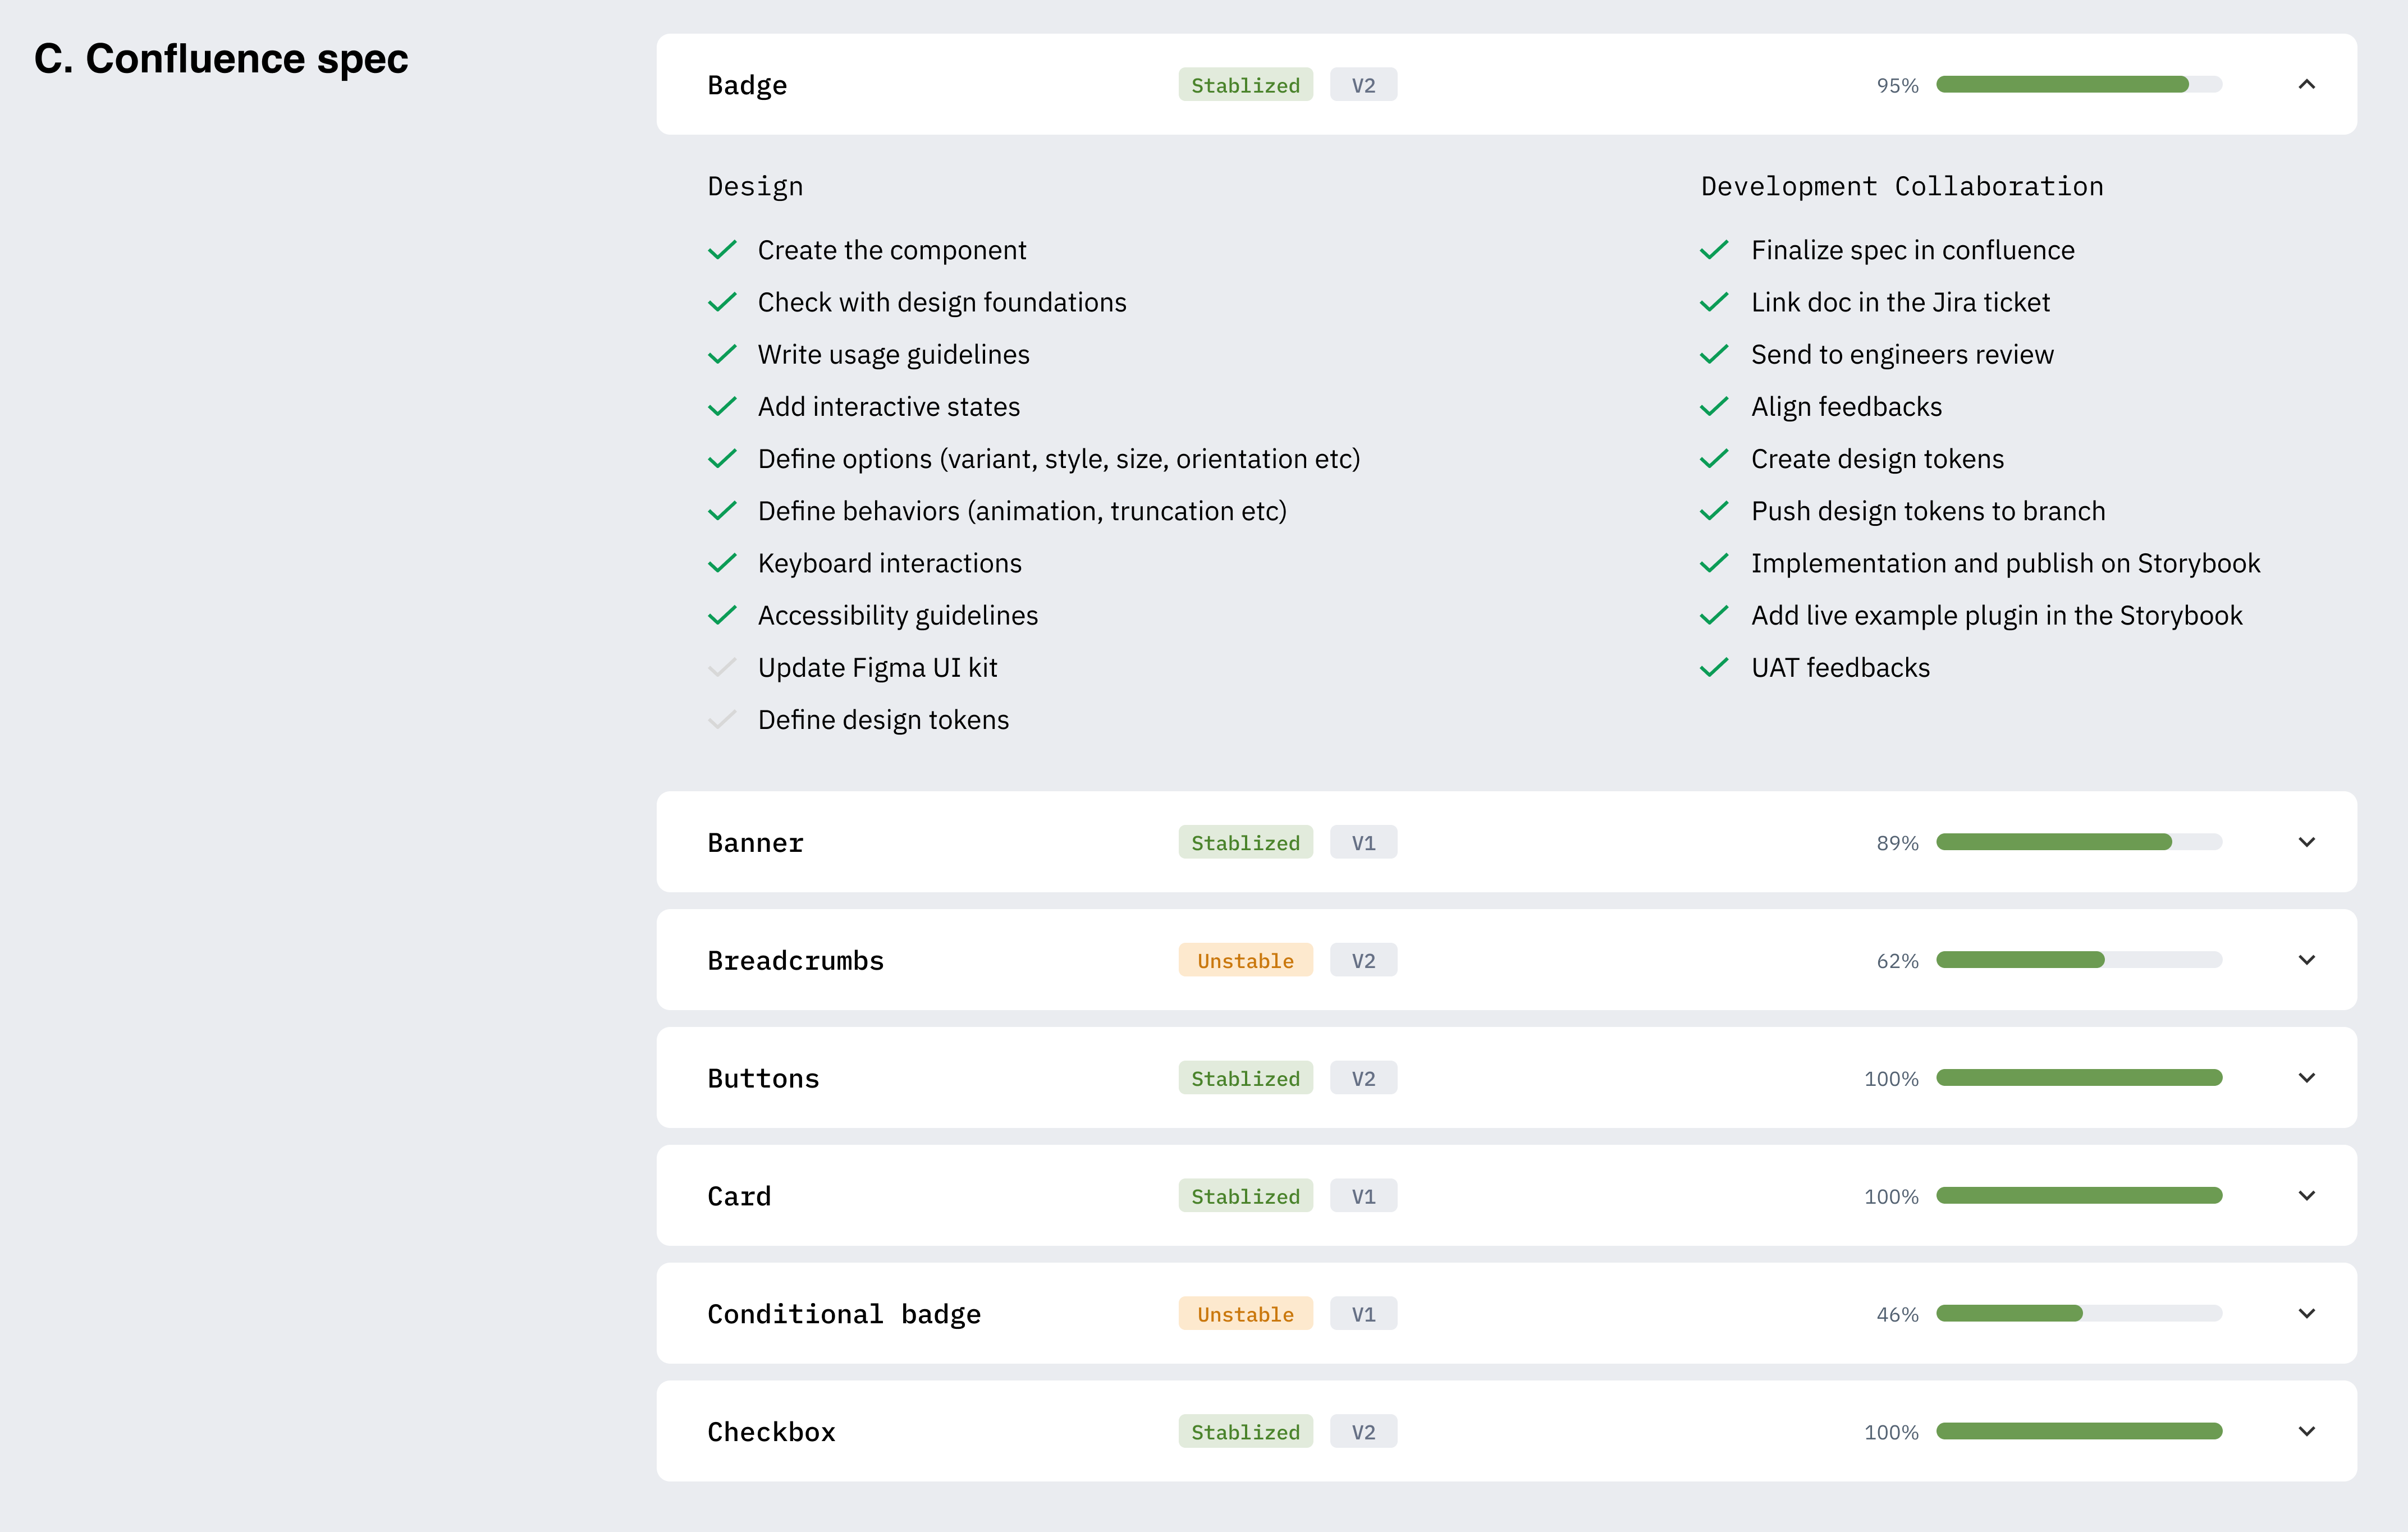 C. Confluence spec
Badge Stablized V2 95%
Design
Create the component
Check with design foundations
Write usage guidelines
Add interactive states
Define options (variant, style, size, orientation etc)
Define behaviors (animation, truncation etc)
Keyboard interactions
Accessibility guidelines
Update Figma UI kit
Define design tokens
Development Collaboration
Finalize spec in confluence
Link doc in the Jira ticket
Send to engineers review
Align feedbacks
Create design tokens
Push design tokens to branch
Implementation and publish on Storybook
Add live example plugin in the Storybook
UAT feedbacks
Banner Stablized V1 89%
Breadcrumbs Unstable V2 62%
Buttons Stablized V2 100%
Card Stablized V1 100%
Conditional badge Unstable V1 46%
Checkbox Stablized V2 100%